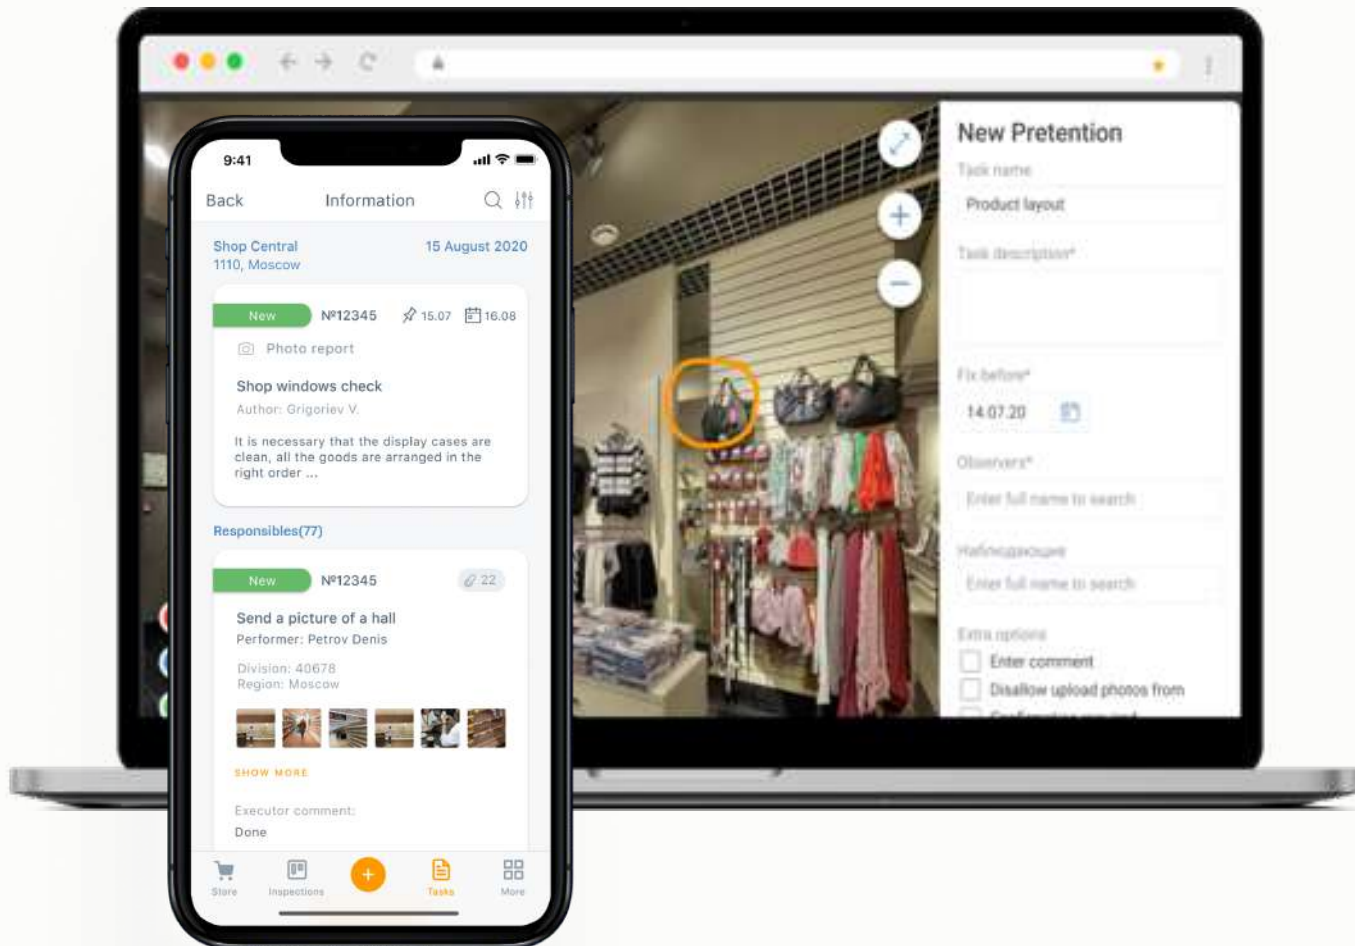 9:41
Back
Information
Shop Central
15 August 2020
1110, Moscow
New
№12345
15.07
16.08
Photo report
Shop windows check
Author: Grigoriev V.
It is necessary that the display cases are
clean, all the goods are arranged in the
right order ...
Responsibles(77)
New
№12345
22
Send a picture of a hall
Performer: Petrov Denis
Division: 40678
Region: Moscow
SHOW MORE
Executor comment:
Done
Store
Inspections
Tasks
More
New Pretention
Task name
Product layout
Task description*
Fix before*
14.07.20
Observers*
Enter full name to search
Наблюдающие
Enter full name to search
Extra options
Enter comment
Disallow upload photos from